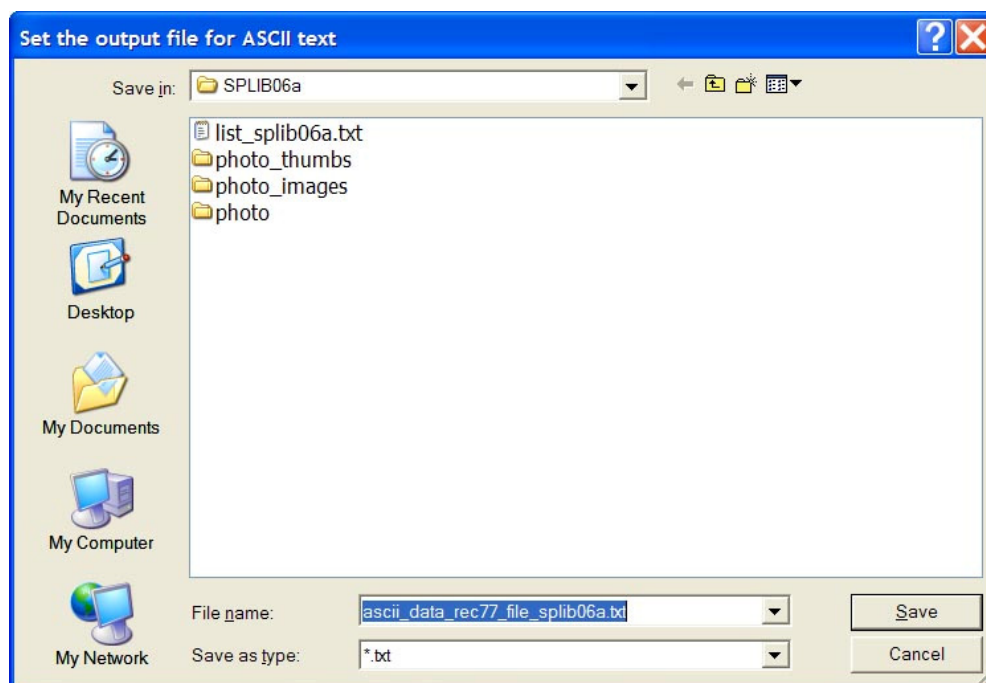 Set the output file for ASCII text
Save in:
SPLIB06a
list_splib06a.txt
photo_thumbs
photo_images
photo
My Recent
Documents
Desktop
My Documents
My Computer
My Network
File name:
ascii_data_rec77_file_splib06a.txt
Save
Save as type:
*.txt
Cancel